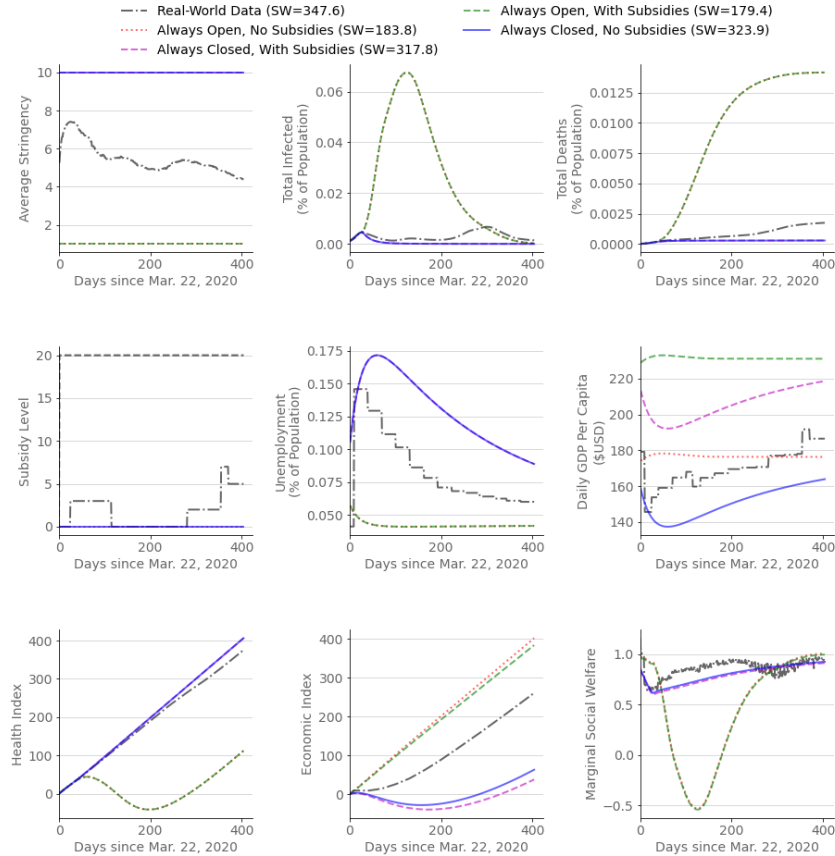 Real-World Data (SW=347.6)
Always Open, With Subsidies (SW=179.4)
Always Open, No Subsidies (SW=183.8)
Always Closed, No Subsidies (SW=323.9)
Always Closed, With Subsidies (SW=317.8)
Average Stringency
10
8
6
4
2
0 200 400
Days since Mar. 22, 2020
Total Infected
(% of Population)
0.06
0.04
0.02
0.00
0 200 400
Days since Mar. 22, 2020
Total Deaths
(% of Population)
0.0125
0.0100
0.0075
0.0050
0.0025
0.0000
0 200 400
Days since Mar. 22, 2020
Subsidy Level
20
15
10
5
0
0 200 400
Days since Mar. 22, 2020
Unemployment
(% of Population)
0.175
0.150
0.125
0.100
0.075
0.050
0 200 400
Days since Mar. 22, 2020
Daily GDP Per Capita
($USD)
220
200
180
160
140
0 200 400
Days since Mar. 22, 2020
Health Index
400
300
200
100
0
0 200 400
Days since Mar. 22, 2020
Economic Index
400
300
200
100
0
0 200 400
Days since Mar. 22, 2020
Marginal Social Welfare
1.0
0.5
0.0
−0.5
0 200 400
Days since Mar. 22, 2020